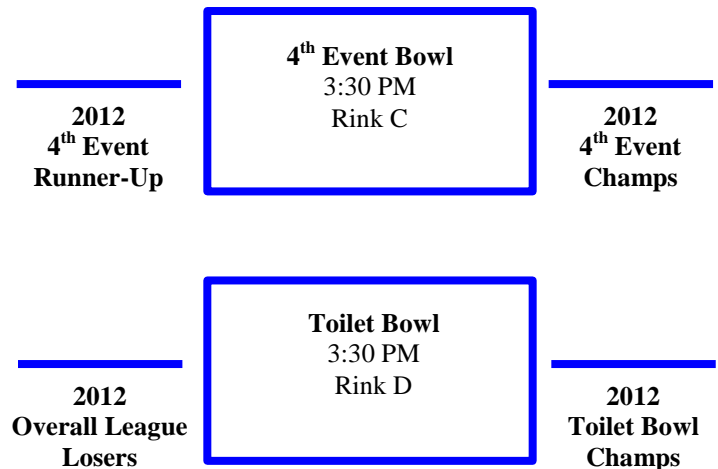 4th Event Bowl
3:30 PM
Rink C
2012
4th Event
Runner-Up
2012
4th Event
Champs
Toilet Bowl
3:30 PM
Rink D
2012
Overall League
Losers
2012
Toilet Bowl
Champs